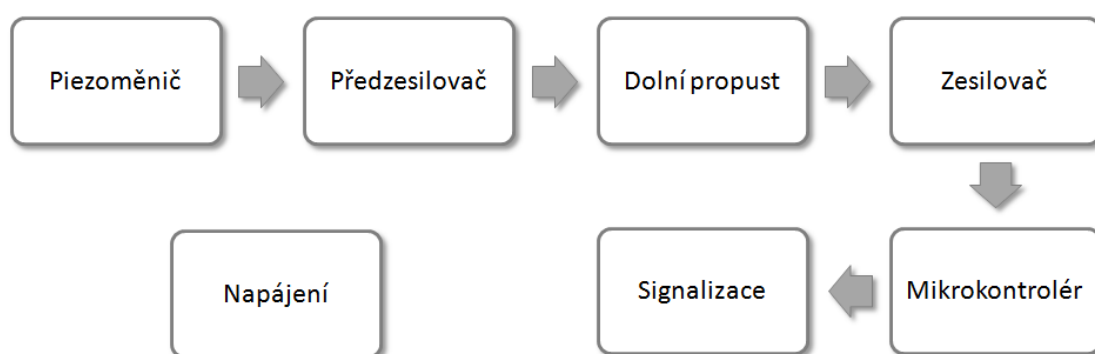 Piezoměnič
Předzesilovač
Dolní propust
Zesilovač
Napájení
Signalizace
Mikrokontrolér